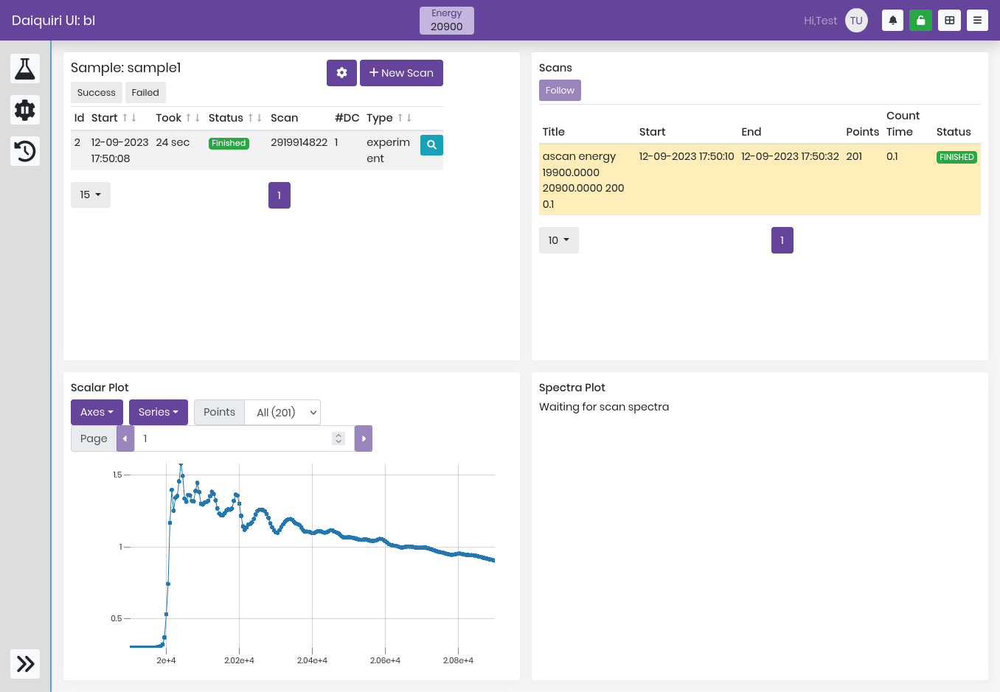 Daiquiri UI: bl
Energy
20900
Hi,Test
TU
Sample: sample1
New Scan
Success
Failed
Id Start Took Status Scan #DC Type
2 12-09-2023 24 sec Finished 2919914822 1 experim
17:50:08 ent
15
1
Scans
Follow
Count
Title Start End Points Time Status
ascan energy 12-09-2023 17:50:10 12-09-2023 17:50:32 201 0.1 FINISHED
19900.0000
20900.0000 200
0.1
10
1
Scalar Plot
Axes Series Points All (201)
Page 1
1.5
1
0.5
2e+4 2.02e+4 2.04e+4 2.06e+4 2.08e+4
Spectra Plot
Waiting for scan spectra